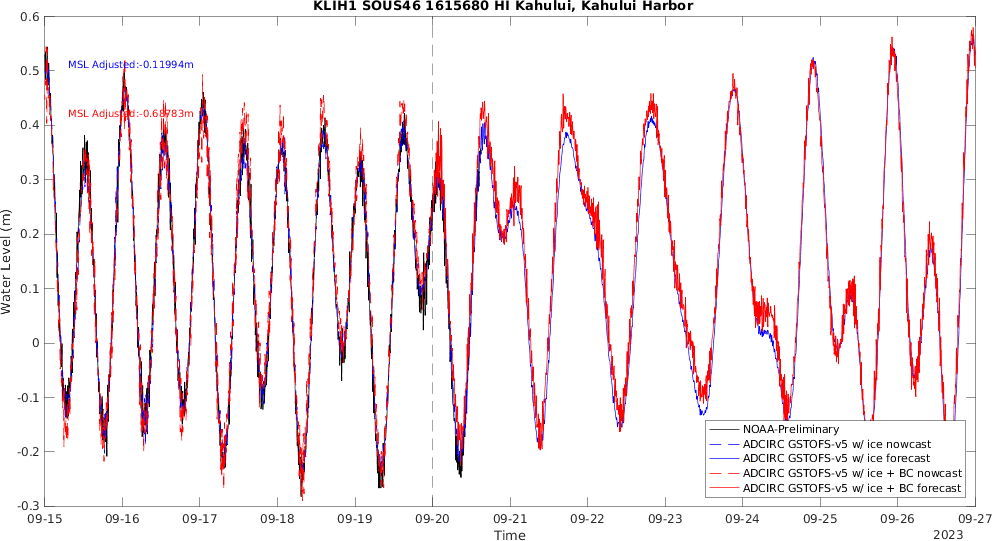 KLIH1 SOUS46 1615680 HI Kahului, Kahului Harbor
0.6
0.5
0.4
0.3
0.2
0.1
0
-0.1
-0.2
-0.3
Water Level (m)
MSL Adjusted:-0.11994m
MSL Adjusted:-0.68783m
NOAA-Preliminary
ADCIRC GSTOFS-v5 w/ ice nowcast
ADCIRC GSTOFS-v5 w/ ice forecast
ADCIRC GSTOFS-v5 w/ ice + BC nowcast
ADCIRC GSTOFS-v5 w/ ice + BC forecast
09-15 09-16 09-17 09-18 09-19 09-20 09-21 09-22 09-23 09-24 09-25 09-26 09-27
Time
2023